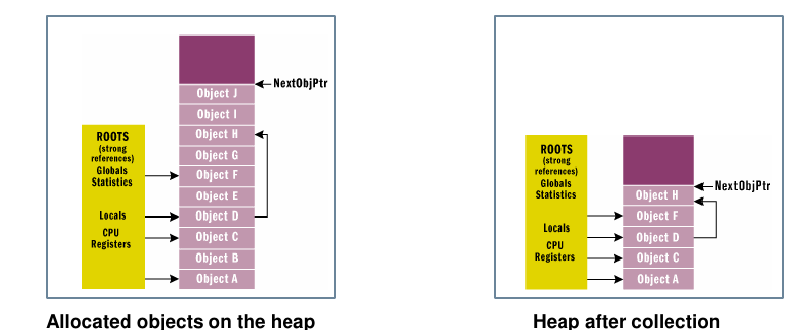 NextObjPtr
Object J
Object I
Object H
Object G
Object F
Object E
Object D
Object C
Object B
Object A
ROOTS
(strong
references)
Globals
Statistics
Locals
CPU
Registers
Allocated objects on the heap
NextObjPtr
Object H
Object F
Object D
Object C
Object A
ROOTS
(strong
references)
Globals
Statistics
Locals
CPU
Registers
Heap after collection